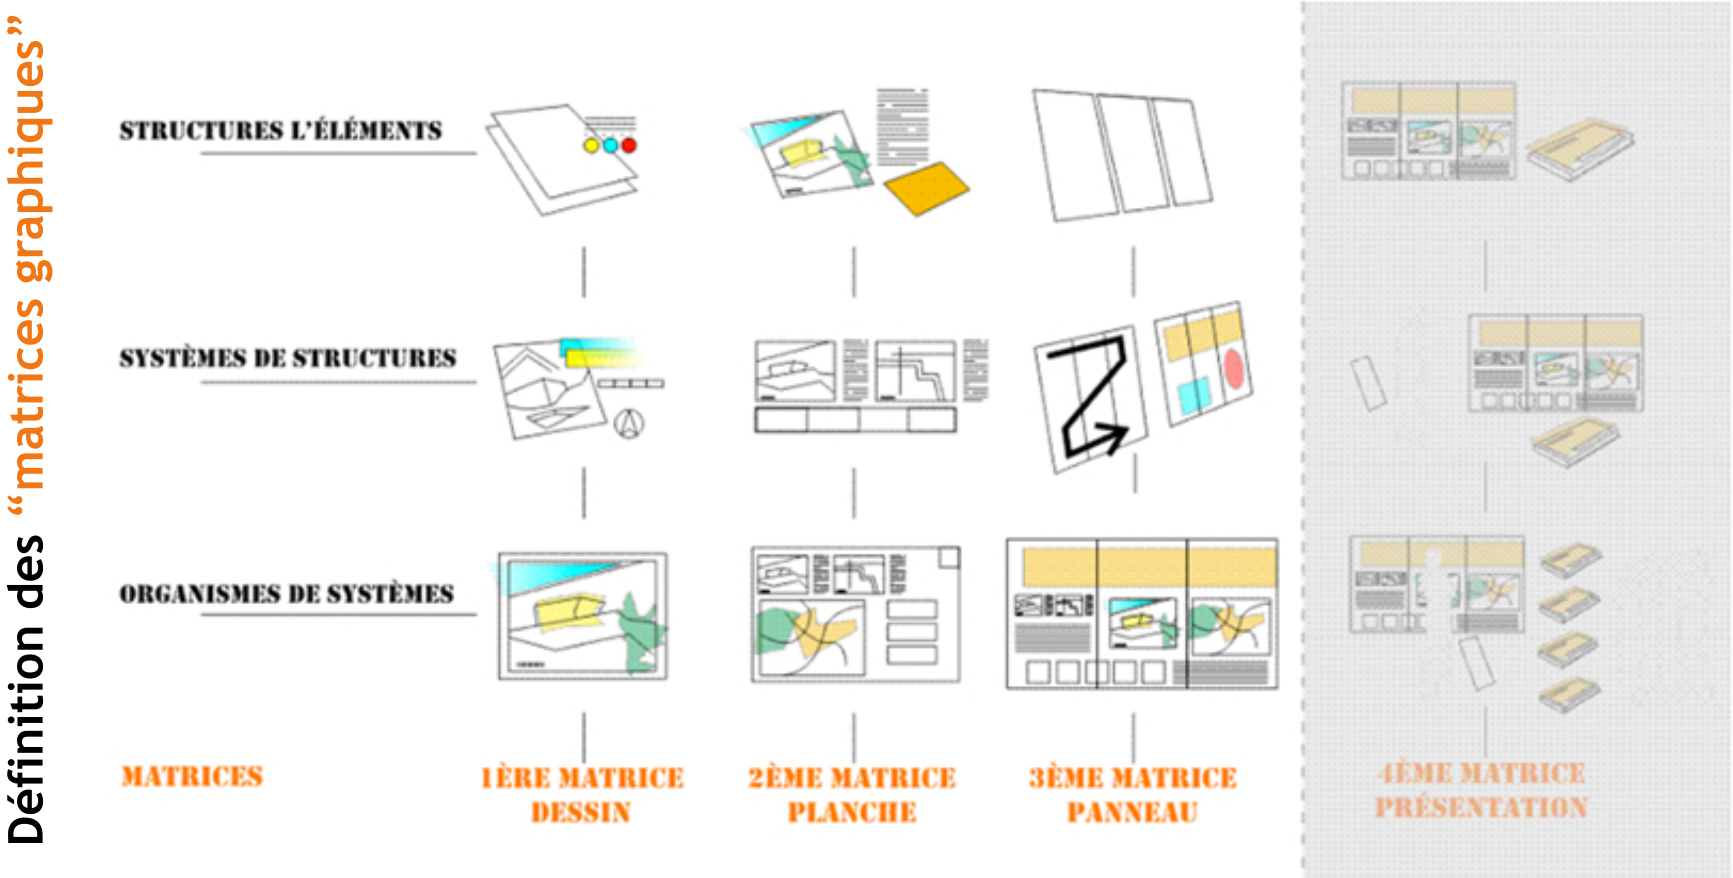 Définition des “matrices graphiques”
STRUCTURES L’ÉLÉMENTS
SYSTÈMES DE STRUCTURES
ORGANISMES DE SYSTÈMES
MATRICES
1ÈRE MATRICE
DESSIN
2ÈME MATRICE
PLANCHE
3ÈME MATRICE
PANNEAU
4ÈME MATRICE
PRÉSENTATION